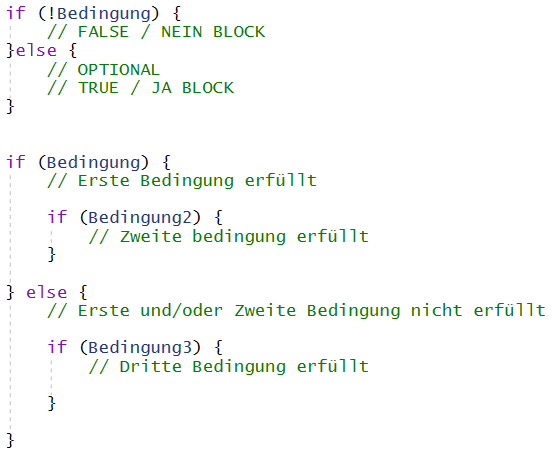 if (!Bedingung) {
// FALSE / NEIN BLOCK
}else {
// OPTIONAL
// TRUE / JA BLOCK
}
if (Bedingung) {
// Erste Bedingung erfüllt
if (Bedingung2) {
// Zweite bedingung erfüllt
}
} else {
// Erste und/oder Zweite Bedingung nicht erfüllt
if (Bedingung3) {
// Dritte Bedingung erfüllt
}
}